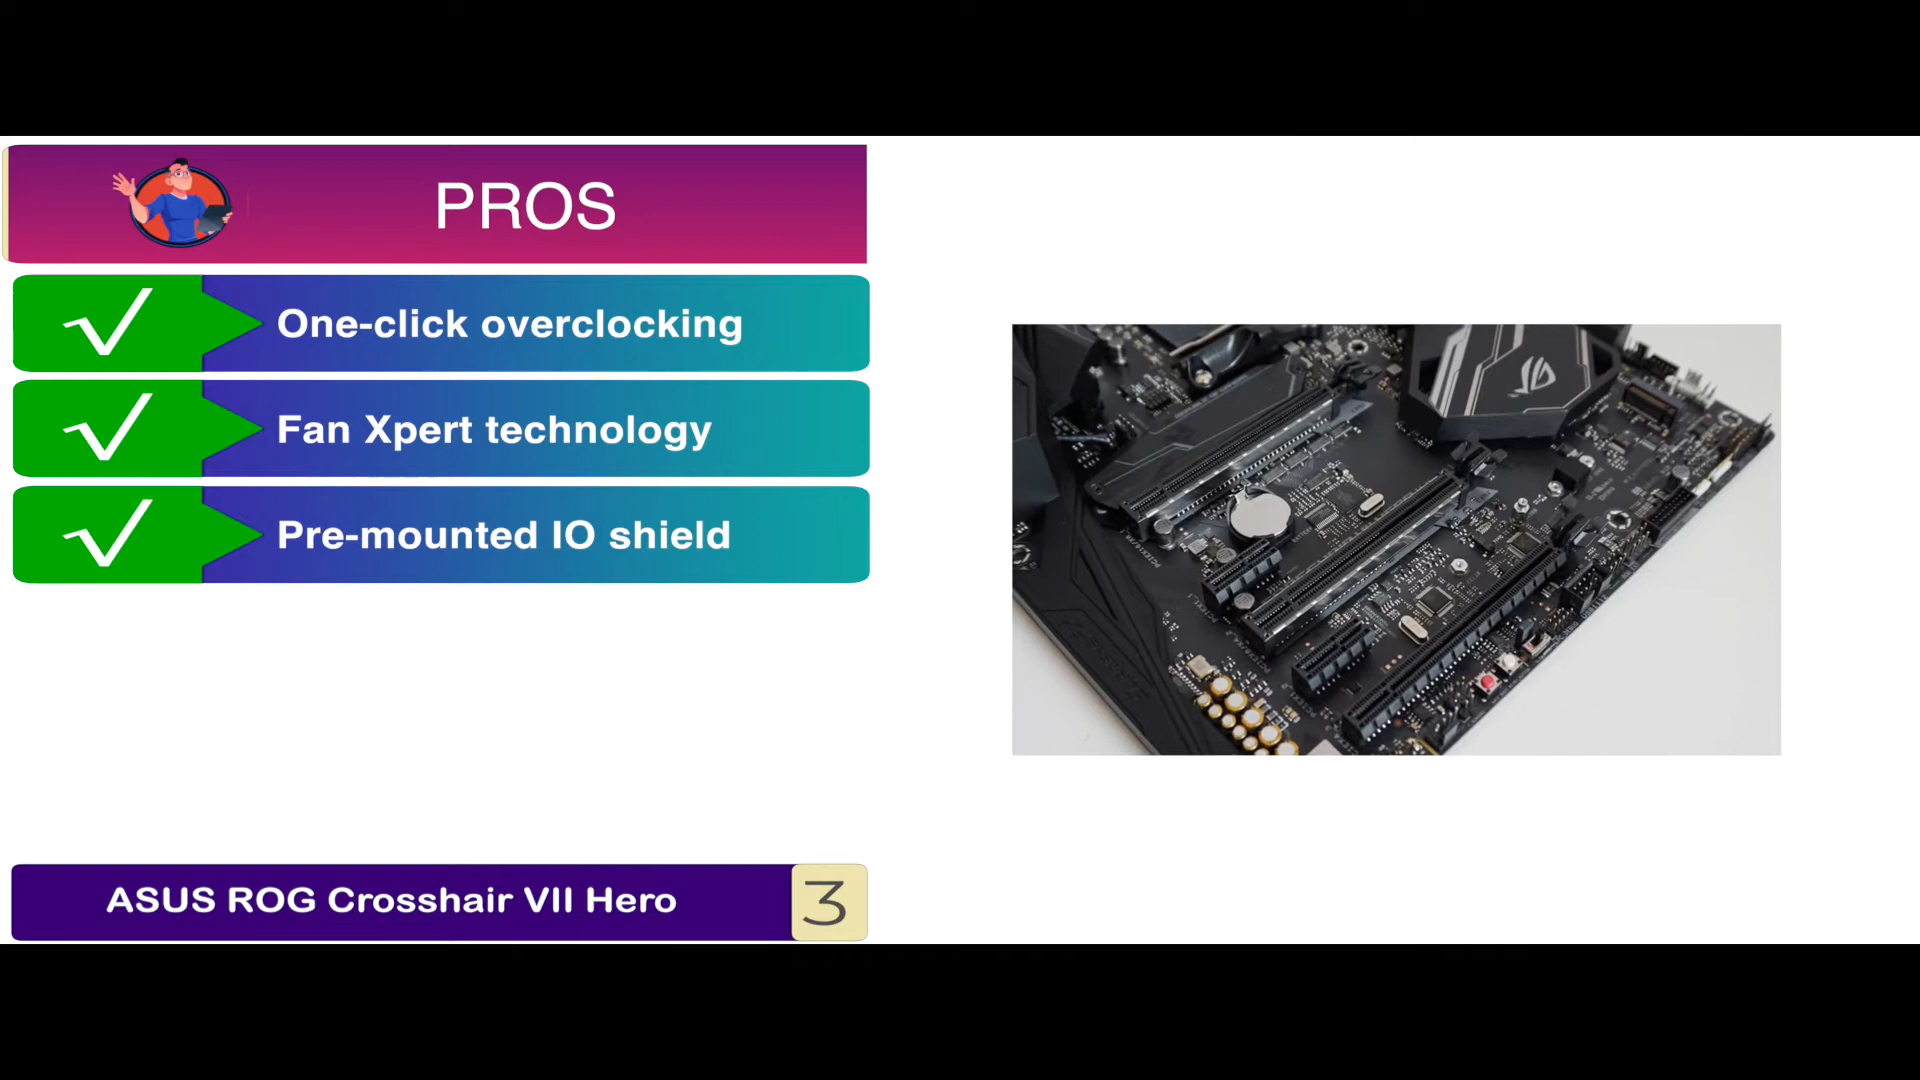 PROS
One-click overclocking
Fan Xpert technology
Pre-mounted IO shield
ASUS ROG Crosshair VII Hero
3